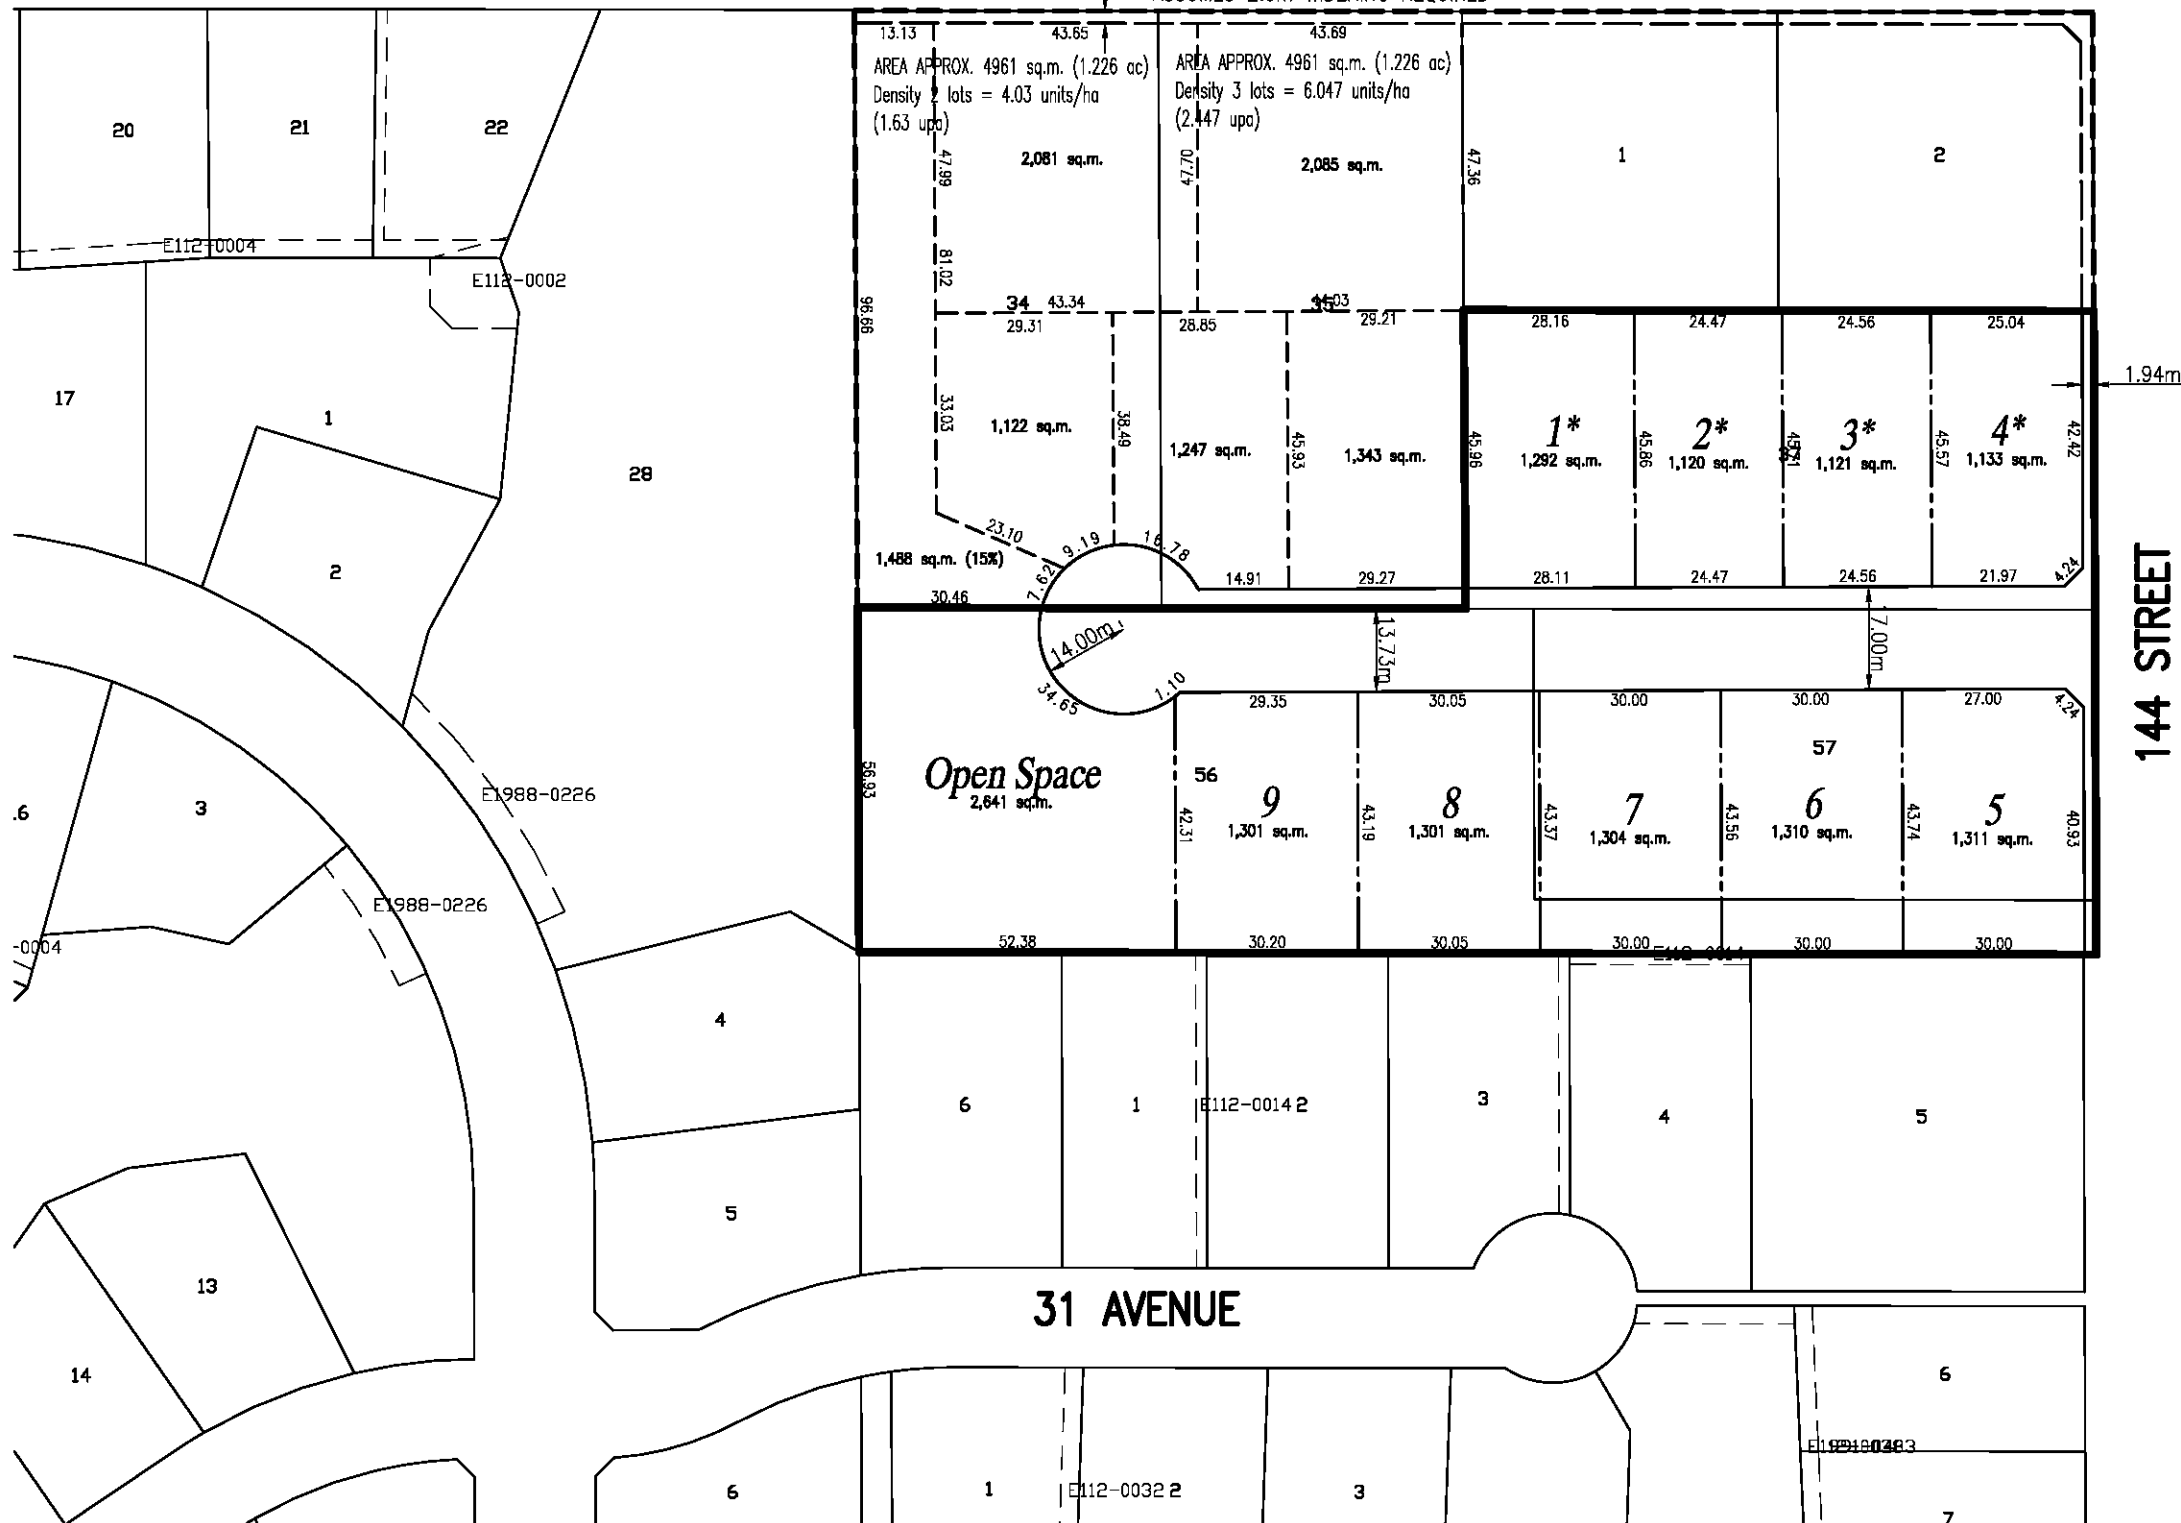 13.13
43.65
43.69
AREA APPROX. 4961 sq.m. (1.226 ac)
Density 2 lots = 4.03 units/ha
(1.63 upa)
AREA APPROX. 4961 sq.m. (1.226 ac)
Density 3 lots = 6.047 units/ha
(2.447 upa)
20
21
22
2,081 sq.m.
2,085 sq.m.
1
2
47.99
47.70
47.36
E112-0004
E112-0002
81.02
96.66
34
43.34
35
29.31
28.85
29.21
28.16
24.47
24.56
25.04
1.94m
17
1
28
33.03
1,122 sq.m.
38.49
1,247 sq.m.
45.93
1,343 sq.m.
45.96
1*
1,292 sq.m.
45.86
2*
1,120 sq.m.
3*
1,121 sq.m.
45.57
4*
1,133 sq.m.
42.42
2
23.10
9.19
16.78
1,488 sq.m. (15%)
7.62
14.91
29.27
28.11
24.47
24.56
21.97
4.24
30.46
14.00m
13.73m
7.00m
144 STREET
34.65
1.10
29.35
30.05
30.00
30.00
27.00
4.24
56.93
Open Space
2,641 sq.m.
56
57
42.31
9
1,301 sq.m.
43.19
8
1,301 sq.m.
43.37
7
1,304 sq.m.
43.56
6
1,310 sq.m.
43.74
5
1,311 sq.m.
40.93
.6
3
E1988-0226
E1988-0226
-0004
52.38
30.20
30.05
30.00
30.00
30.00
E112-0014
4
6
1
E112-0014
2
3
4
5
5
13
31 AVENUE
14
6
6
1
E112-0032
2
3
7